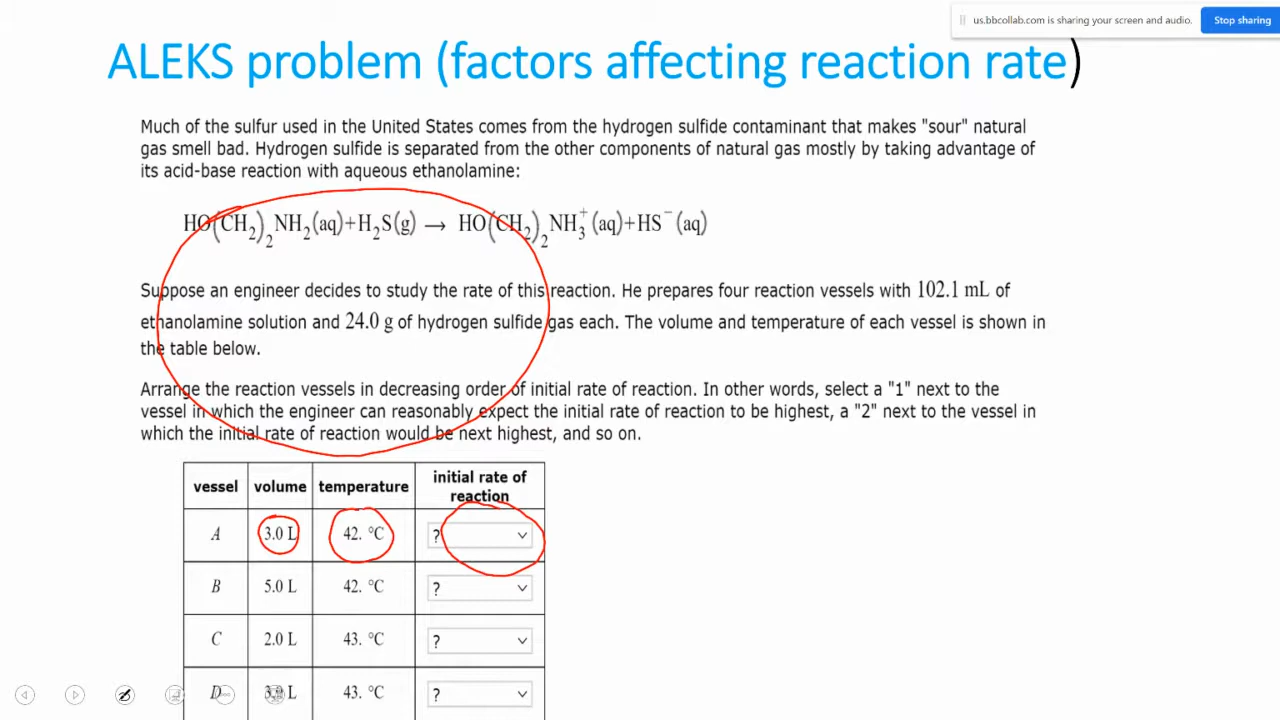 us.bbcollab.com is sharing your screen and audio.
Stop sharing
ALEKS problem (factors affecting reaction rate)
Much of the sulfur used in the United States comes from the hydrogen sulfide contaminant that makes "sour" natural
gas smell bad. Hydrogen sulfide is separated from the other components of natural gas mostly by taking advantage of
its acid-base reaction with aqueous ethanolamine:
HO(CH₂)₂NH₂(aq)+H₂S(g) → HO(CH₂)₂NH₃⁺(aq)+HS⁻(aq)
Suppose an engineer decides to study the rate of this reaction. He prepares four reaction vessels with 102.1 mL of
ethanolamine solution and 24.0 g of hydrogen sulfide gas each. The volume and temperature of each vessel is shown in
the table below.
Arrange the reaction vessels in decreasing order of initial rate of reaction. In other words, select a "1" next to the
vessel in which the engineer can reasonably expect the initial rate of reaction to be highest, a "2" next to the vessel in
which the initial rate of reaction would be next highest, and so on.
vessel volume temperature initial rate of reaction
A 3.0 L 42. °C ?
B 5.0 L 42. °C ?
C 2.0 L 43. °C ?
D 3.0 L 43. °C ?